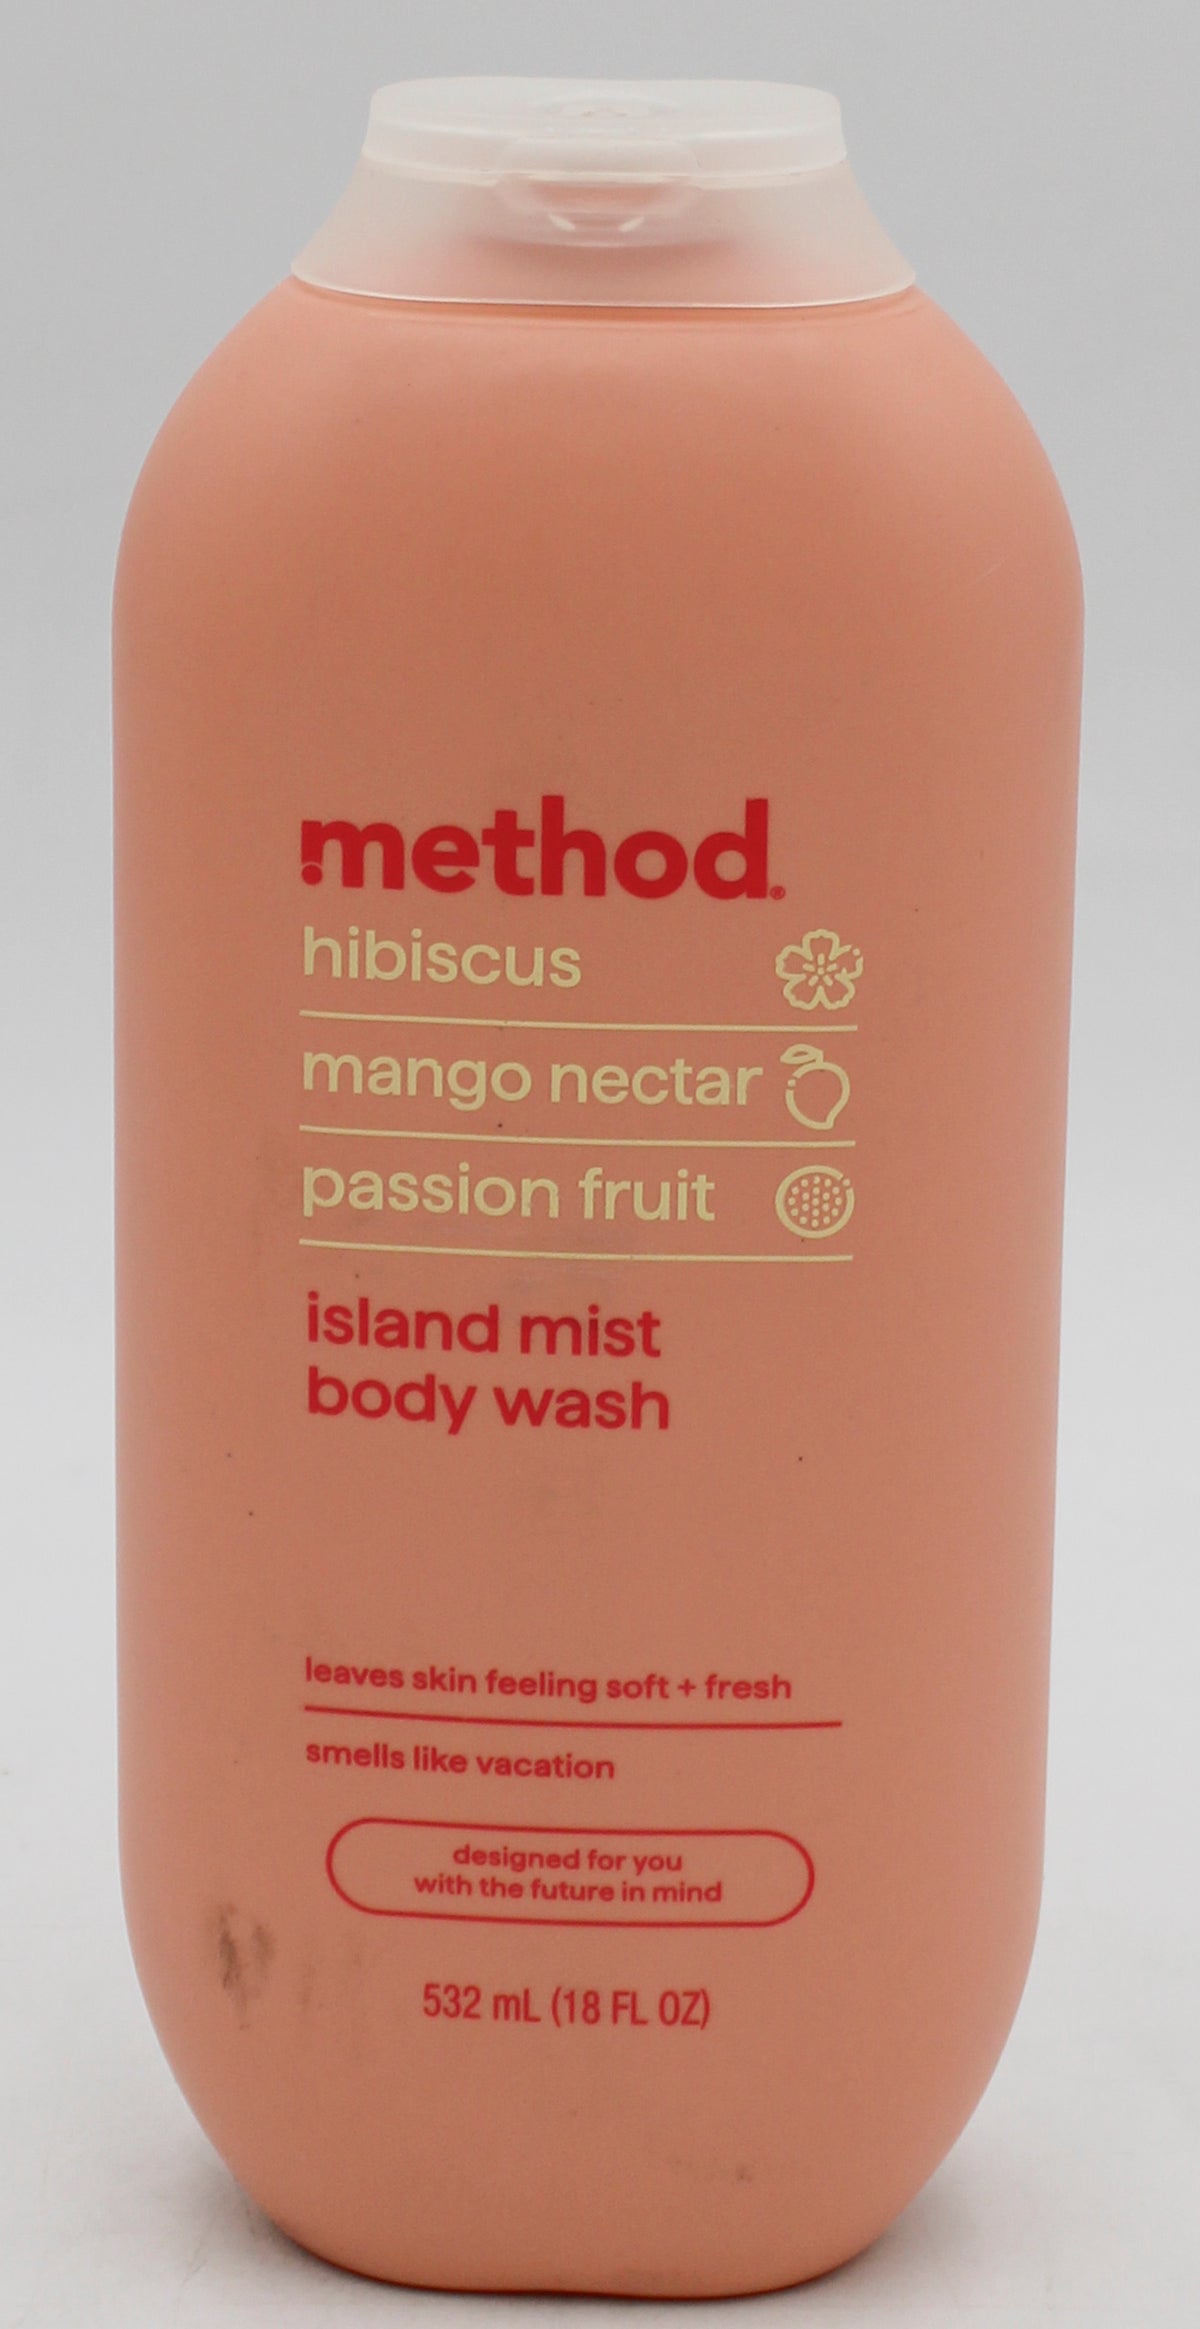 method.®
hibiscus
mango nectar
passion fruit
island mist
body wash
leaves skin feeling soft + fresh
smells like vacation
designed for you
with the future in mind
532 mL (18 FL OZ)